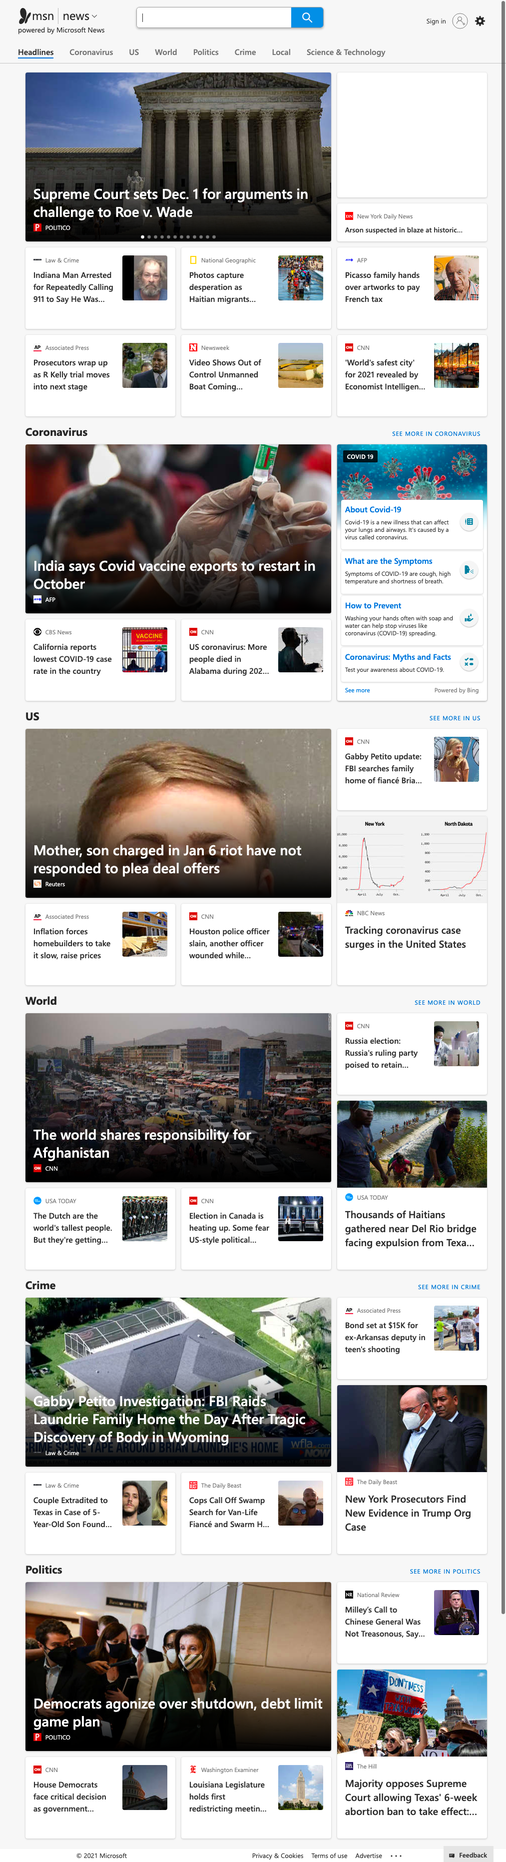 msn | news
powered by Microsoft News
Sign in
Headlines Coronavirus US World Politics Crime Local Science & Technology
Supreme Court sets Dec. 1 for arguments in
challenge to Roe v. Wade
POLITICO
New York Daily News
Arson suspected in blaze at historic...
Law & Crime
Indiana Man Arrested
for Repeatedly Calling
911 to Say He Was...
National Geographic
Photos capture
desperation as
Haitian migrants...
AFP
Picasso family hands
over artworks to pay
French tax
Associated Press
Prosecutors wrap up
as R Kelly trial moves
into next stage
Newsweek
Video Shows Out of
Control Unmanned
Boat Coming...
CNN
'World's safest city'
for 2021 revealed by
Economist Intelligen...
Coronavirus
SEE MORE IN CORONAVIRUS
India says Covid vaccine exports to restart in
October
AFP
COVID 19
About Covid-19
Covid-19 is a new illness that can affect
your lungs and airways. It's caused by a
virus called coronavirus.
What are the Symptoms
Symptoms of COVID-19 are cough, high
temperature and shortness of breath.
How to Prevent
Washing your hands often with soap and
water can help stop viruses like
coronavirus (COVID-19) spreading.
Coronavirus: Myths and Facts
Test your awareness about COVID-19.
See more
Powered by Bing
CBS News
California reports
lowest COVID-19 case
rate in the country
VACCINE
CNN
US coronavirus: More
people died in
Alabama during 202...
US
SEE MORE IN US
Mother, son charged in Jan 6 riot have not
responded to plea deal offers
Reuters
CNN
Gabby Petito update:
FBI searches family
home of fiancé Bria...
New York
North Dakota
NBC News
Tracking coronavirus case
surges in the United States
Associated Press
Inflation forces
homebuilders to take
it slow, raise prices
CNN
Houston police officer
slain, another officer
wounded while...
World
SEE MORE IN WORLD
The world shares responsibility for
Afghanistan
CNN
CNN
Russia election:
Russia's ruling party
poised to retain...
USA TODAY
Thousands of Haitians
gathered near Del Rio bridge
facing expulsion from Texa...
USA TODAY
The Dutch are the
world's tallest people.
But they're getting...
CNN
Election in Canada is
heating up. Some fear
US-style political...
Crime
SEE MORE IN CRIME
Gabby Petito Investigation: FBI Raids
Laundrie Family Home the Day After Tragic
Discovery of Body in Wyoming
CRIME SCENE TAPE AROUND BRIAN LAUNDRIE'S HOME
wfla
NOW
Law & Crime
Associated Press
Bond set at $15K for
ex-Arkansas deputy in
teen's shooting
The Daily Beast
New York Prosecutors Find
New Evidence in Trump Org
Case
Law & Crime
Couple Extradited to
Texas in Case of 5-
Year-Old Son Found...
The Daily Beast
Cops Call Off Swamp
Search for Van-Life
Fiancé and Swarm H...
Politics
SEE MORE IN POLITICS
Democrats agonize over shutdown, debt limit
game plan
POLITICO
National Review
Milley's Call to
Chinese General Was
Not Treasonous, Say...
DON'T MESS
The Hill
Majority opposes Supreme
Court allowing Texas' 6-week
abortion ban to take effect:...
CNN
House Democrats
face critical decision
as government...
Washington Examiner
Louisiana Legislature
holds first
redistricting meetin...
© 2021 Microsoft
Privacy & Cookies Terms of use Advertise ...
Feedback